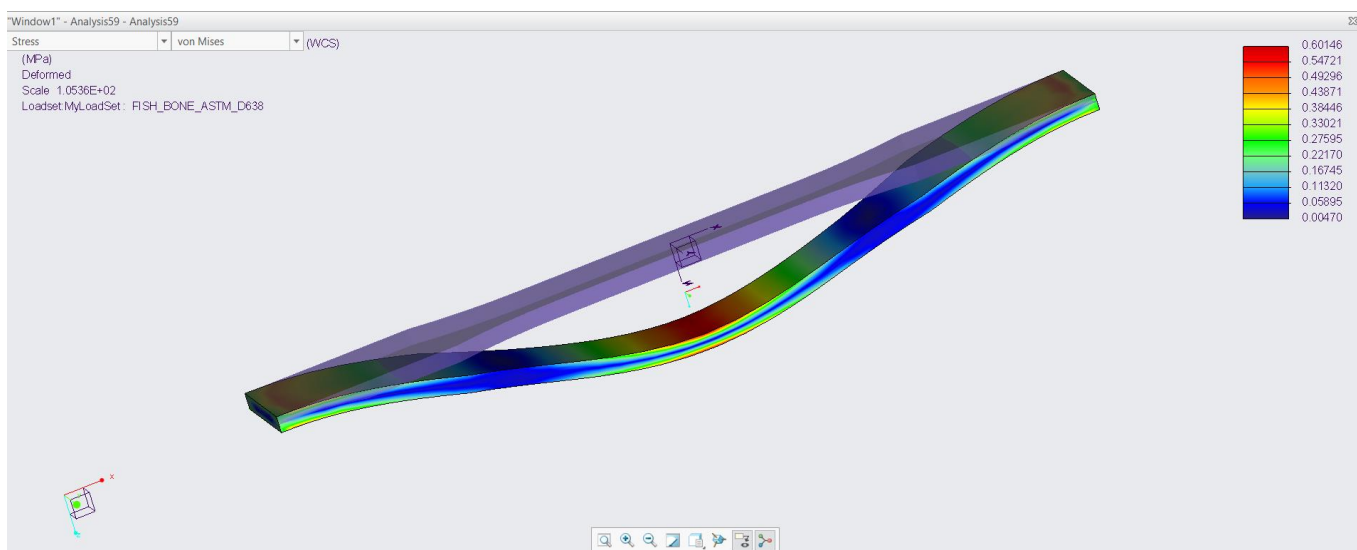 "Window1" - Analysis59 - Analysis59
Stress von Mises (WCS)
(MPa)
Deformed
Scale 1.0536E+02
Loadset:MyLoadSet : FISH_BONE_ASTM_D638
0.60146
0.54721
0.49296
0.43871
0.38446
0.33021
0.27595
0.22170
0.16745
0.11320
0.05895
0.00470
x